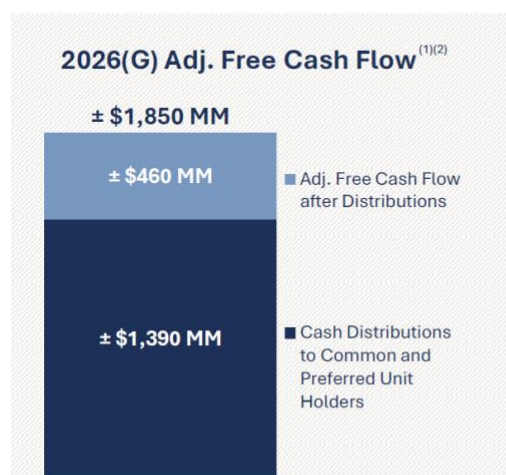 2026(G) Adj. Free Cash Flow (1)(2)
± $1,850 MM
± $460 MM
Adj. Free Cash Flow
after Distributions
± $1,390 MM
Cash Distributions
to Common and
Preferred Unit
Holders